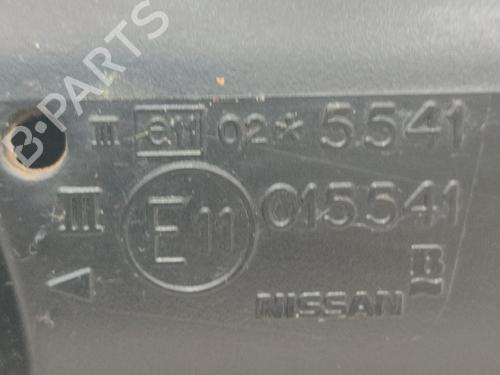 B-PARTS
III e11 02* 5541
III E11 015541
B
NISSAN